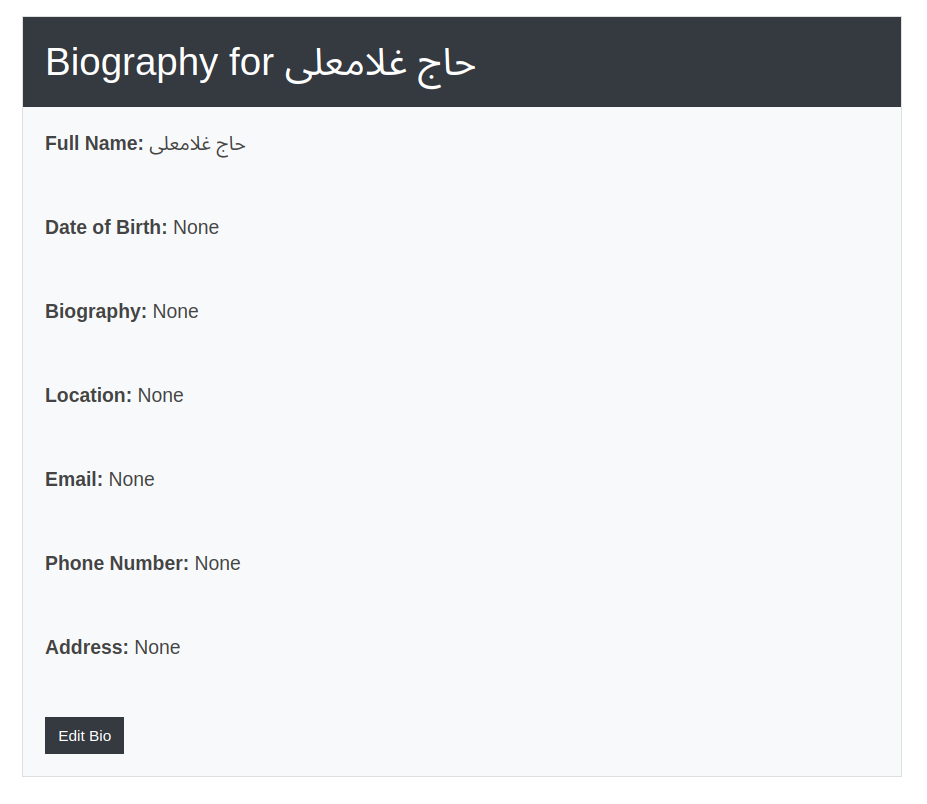 Biography for حاج غلامعلی
Full Name: حاج غلامعلی
Date of Birth: None
Biography: None
Location: None
Email: None
Phone Number: None
Address: None
Edit Bio